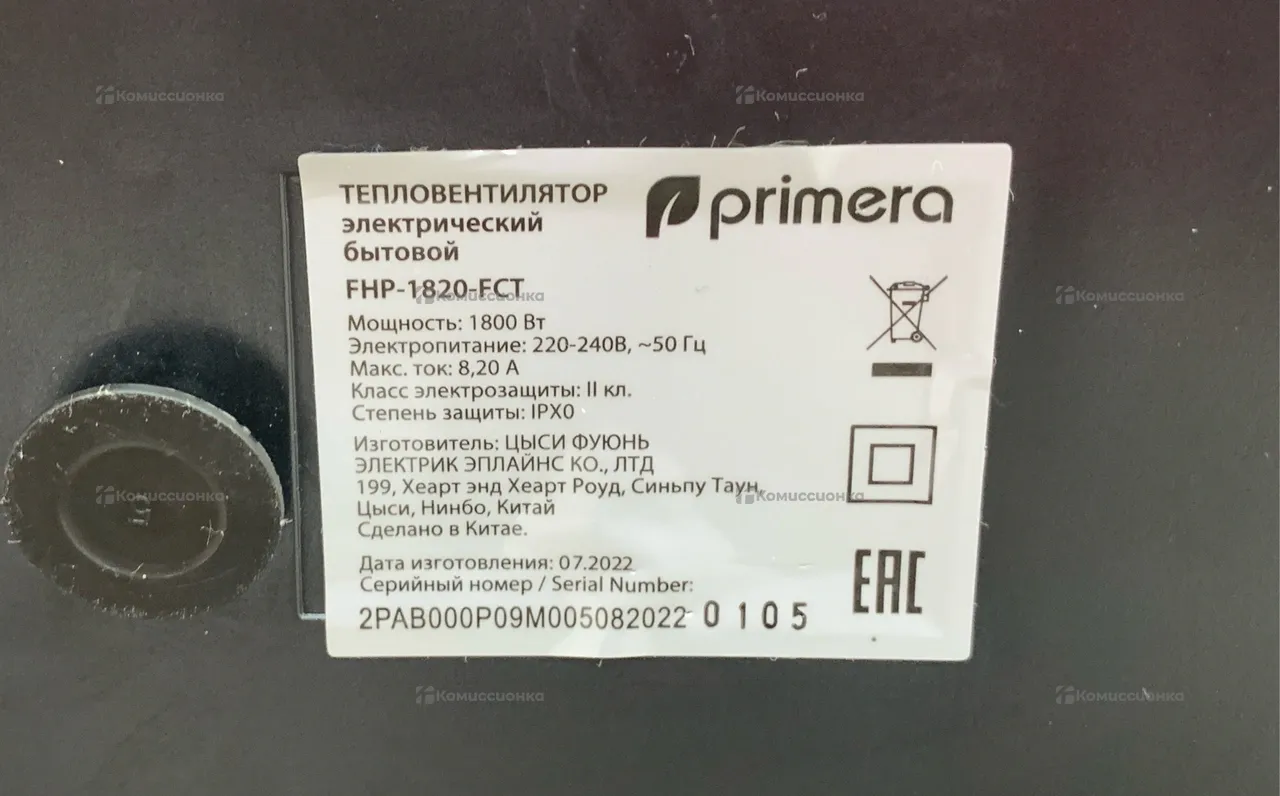 Комиссионка
Комиссионка
ТЕПЛОВЕНТИЛЯТОР
электрический
бытовой
primera
FHP-1820-FCT
Комиссионка
Комиссионка
Мощность: 1800 Вт
Электропитание: 220-240В, ~50 Гц
Макс. ток: 8,20 А
Класс электрозащиты: II кл.
Степень защиты: IPX0
Изготовитель: ЦЫСИ ФУЮНЬ
ЭЛЕКТРИК ЭПЛАЙНС КО., ЛТД
199, Хеарт энд Хеарт Роуд, Синьпу Таун,
Комиссионка
Комиссионка
Цыси, Нинбо, Китай
Сделано в Китае.
Дата изготовления: 07.2022
Серийный номер / Serial Number:
2PAB000P09M005082022 0105
EAC
Комиссионка
Комиссионка